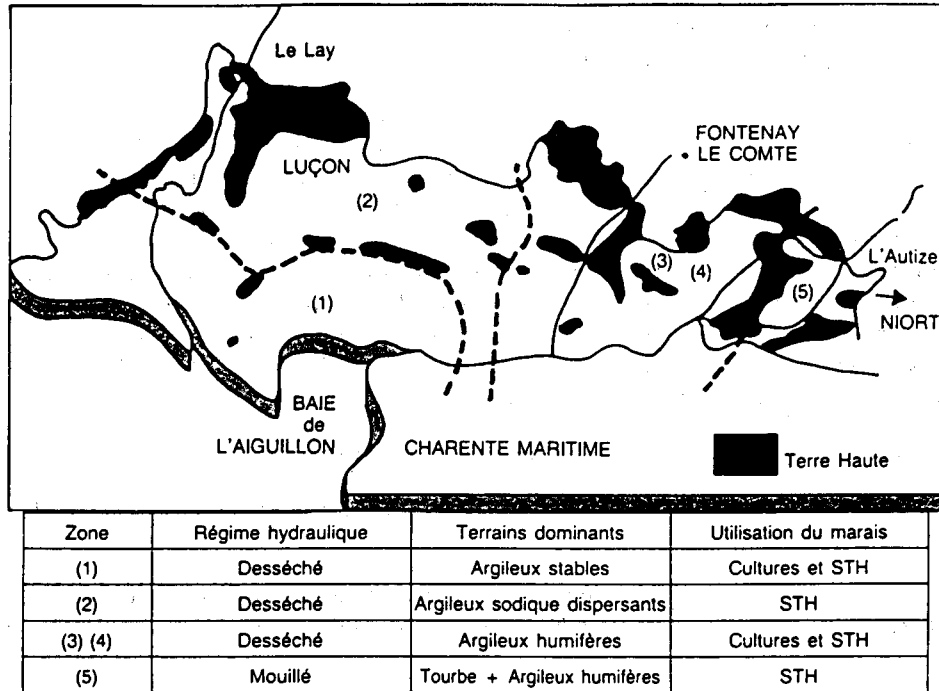 Le Lay
FONTENAY
LE COMTE
LUÇON
(2)
(3)
(4)
L'Autize
(5)
NIORT
(1)
BAIE
de
L'AIGUILLON
CHARENTE MARITIME
Terre Haute
Zone Régime hydraulique Terrains dominants Utilisation du marais
(1) Desséché Argileux stables Cultures et STH
(2) Desséché Argileux sodique dispersants STH
(3) (4) Desséché Argileux humifères Cultures et STH
(5) Mouillé Tourbe + Argileux humifères STH